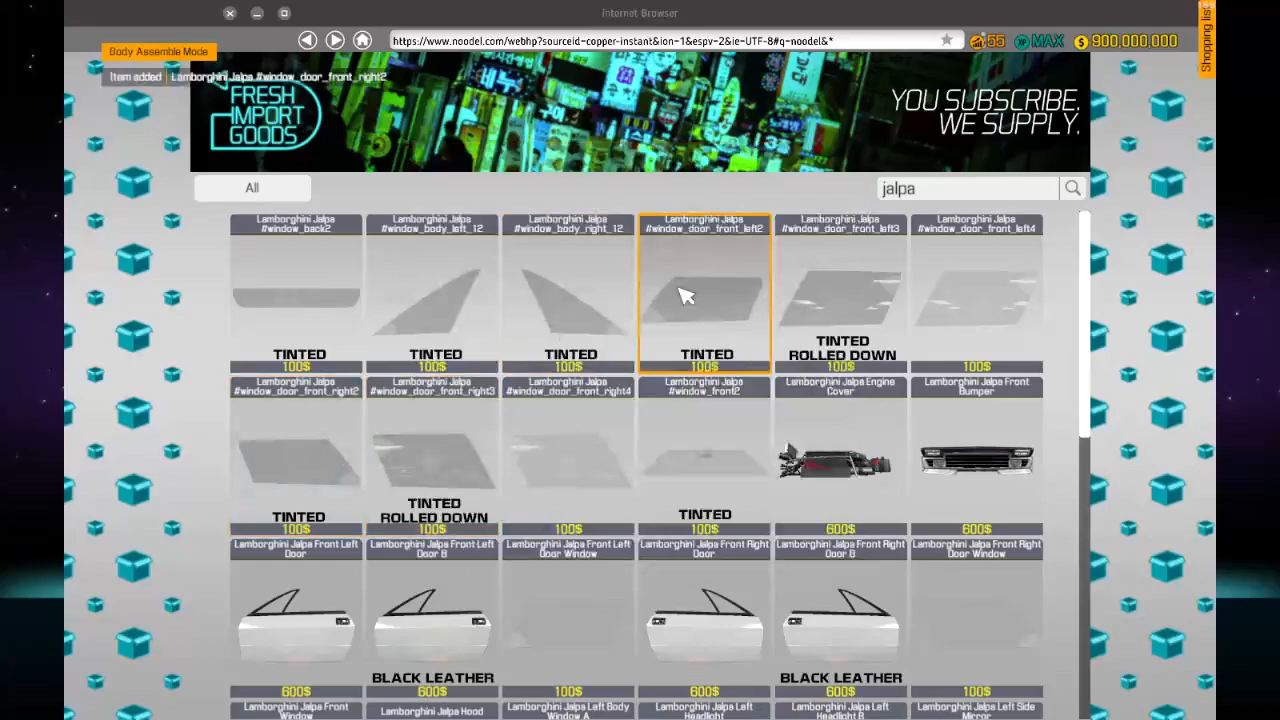 Internet Browser
https://www.noodel.com/webhp?sourceid-copper-instant&ion-1&espv-2&ie-UTF-8#q-noodel&*
55
XP MAX
$ 900,000,000
Shopping list
Body Assemble Mode
Item added
Lamborghini Jalpa #window_door_front_right2
FRESH
IMPORT
GOODS
YOU SUBSCRIBE.
WE SUPPLY.
All
jalpa
Lamborghini Jalpa
#window_back2
Lamborghini Jalpa
#window_body_left_12
Lamborghini Jalpa
#window_body_right_12
Lamborghini Jalpa
#window_door_front_left2
Lamborghini Jalpa
#window_door_front_left3
Lamborghini Jalpa
#window_door_front_left4
TINTED
TINTED
TINTED
TINTED
TINTED
ROLLED DOWN
100$
100$
100$
100$
100$
100$
Lamborghini Jalpa
#window_door_front_right2
Lamborghini Jalpa
#window_door_front_right3
Lamborghini Jalpa
#window_door_front_right4
Lamborghini Jalpa
#window_front2
Lamborghini Jalpa Engine
Cover
Lamborghini Jalpa Front
Bumper
TINTED
TINTED
ROLLED DOWN
TINTED
100$
100$
100$
100$
600$
600$
Lamborghini Jalpa Front Left
Door
Lamborghini Jalpa Front Left
Door B
Lamborghini Jalpa Front Left
Door Window
Lamborghini Jalpa Front Right
Door
Lamborghini Jalpa Front Right
Door B
Lamborghini Jalpa Front Right
Door Window
BLACK LEATHER
BLACK LEATHER
600$
600$
100$
600$
600$
100$
Lamborghini Jalpa Front
Window
Lamborghini Jalpa Hood
Lamborghini Jalpa Left Body
Window A
Lamborghini Jalpa Left
Headlight
Lamborghini Jalpa Left
Headlight B
Lamborghini Jalpa Left Side
Mirror